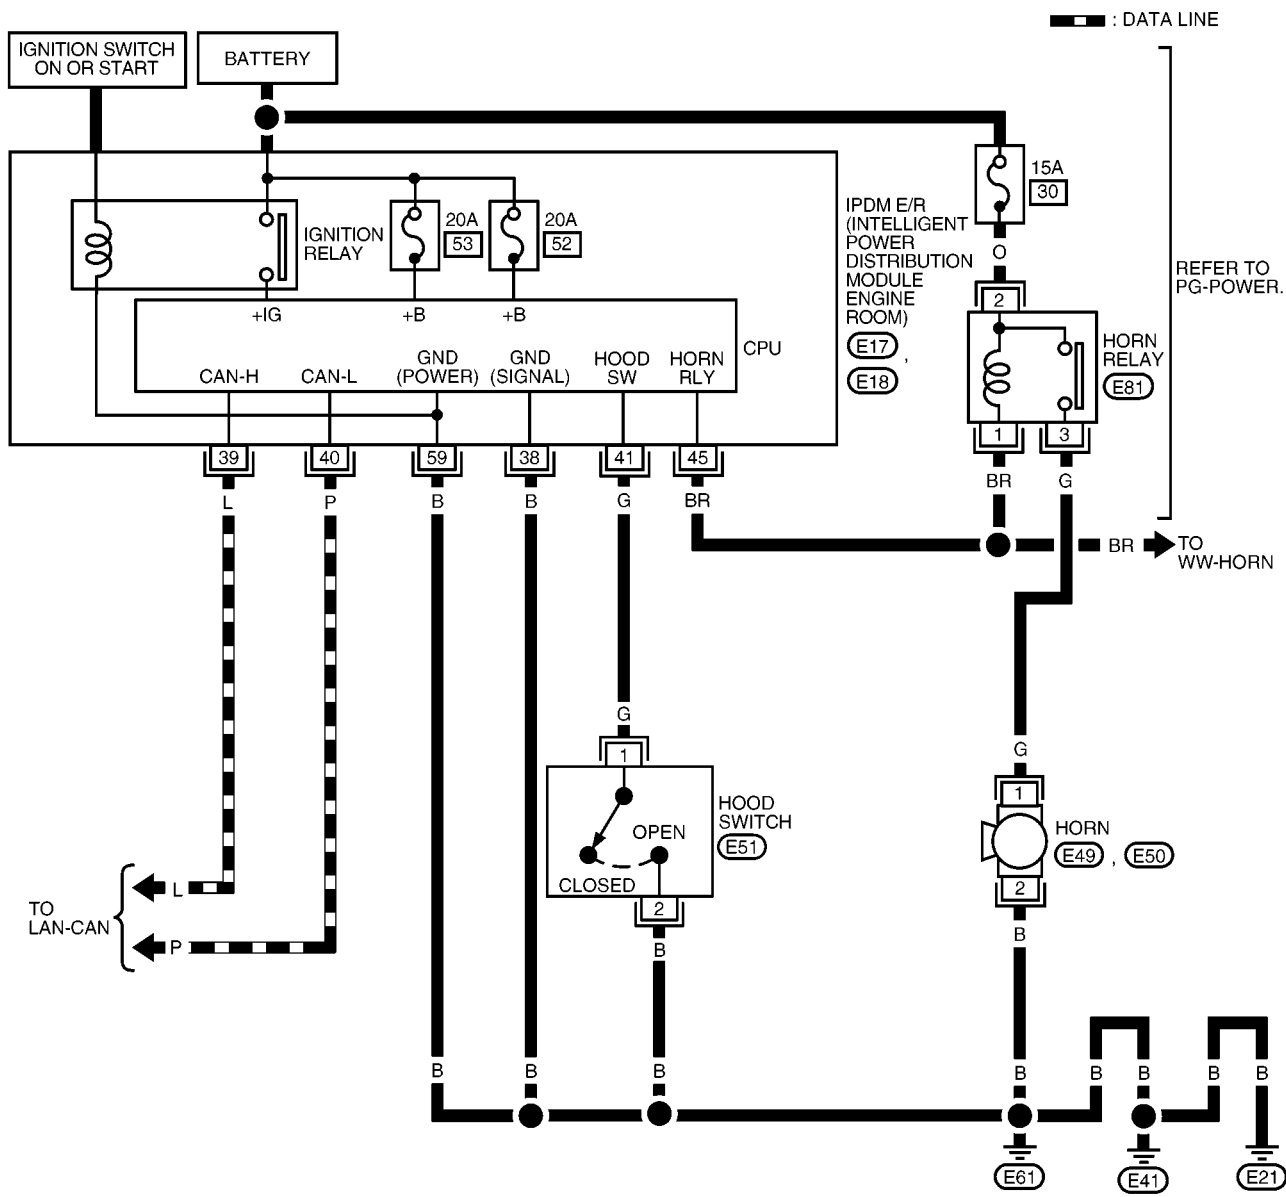 : DATA LINE
IGNITION SWITCH
ON OR START
BATTERY
15A
30
IPDM E/R
(INTELLIGENT
POWER
DISTRIBUTION
MODULE
ENGINE
ROOM)
E17 ,
E18
REFER TO
PG-POWER.
IGNITION
RELAY
20A
53
20A
52
O
2
HORN
RELAY
E81
+IG
+B
+B
CPU
CAN-H
CAN-L
GND
(POWER)
GND
(SIGNAL)
HOOD
SW
HORN
RLY
1
3
39
40
59
38
41
45
BR
G
L
P
B
B
G
BR
BR
TO
WW-HORN
G
G
1
1
HOOD
SWITCH
E51
OPEN
CLOSED
HORN
E49 , E50
2
2
TO
LAN-CAN
L
P
B
B
B
B
B
B
B
B
B
B
E61
E41
E21